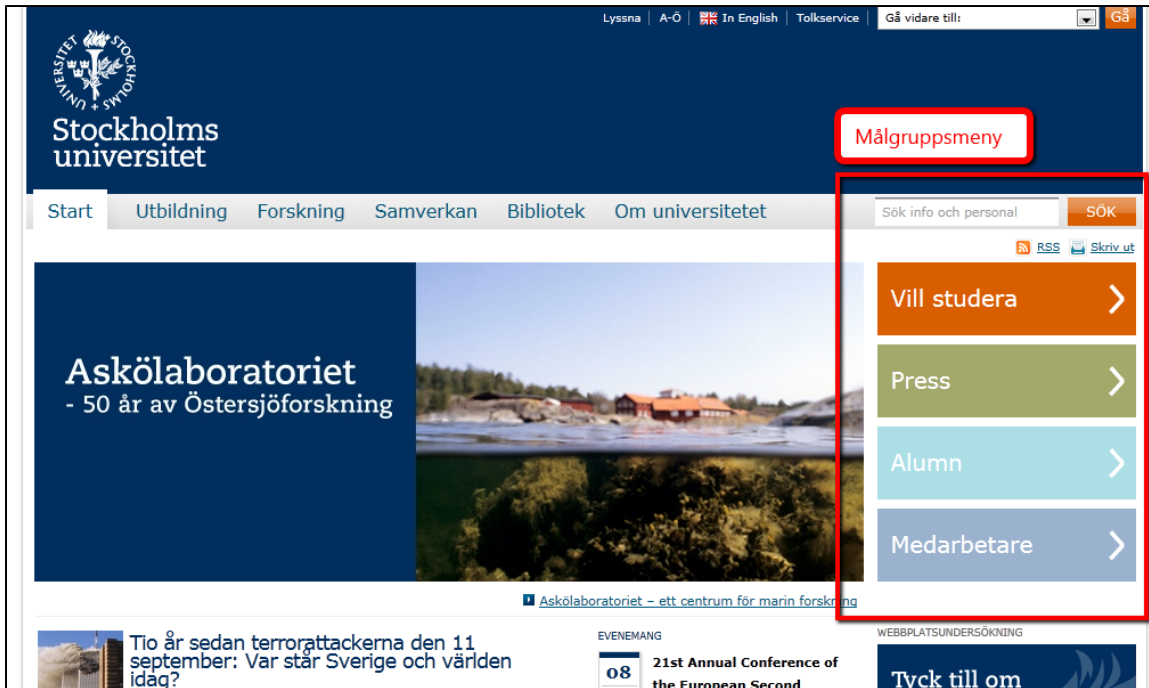 Lyssna | A-Ö | In English | Tolkservice | Gå vidare till: Gå
STOCKHOLMS UNIVERSITET
Stockholms
universitet
Målgruppsmeny
Start Utbildning Forskning Samverkan Bibliotek Om universitetet Sök info och personal SÖK
RSS Skriv ut
Askölaboratoriet
- 50 år av Östersjöforskning
Vill studera
Press
Alumn
Medarbetare
Askölaboratoriet – ett centrum för marin forskning
Tio år sedan terrorattackerna den 11
september: Var står Sverige och världen
idag?
EVENEMANG
08
21st Annual Conference of
the European Second
WEBBPLATSUNDERSÖKNING
Tyck till om